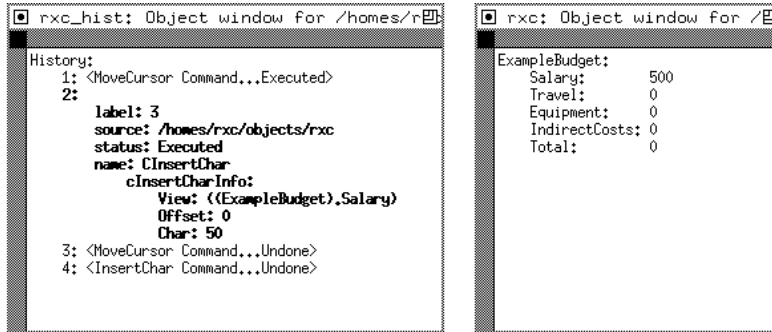 rxc_hist: Object window for /homes/r
History:
1: <MoveCursor Command...Executed>
2:
label: 3
source: /homes/rxc/objects/rxc
status: Executed
name: CInsertChar
cInsertCharInfo:
View: ((ExampleBudget).Salary)
Offset: 0
Char: 50
3: <MoveCursor Command...Undone>
4: <InsertChar Command...Undone>
rxc: Object window for /
ExampleBudget:
Salary: 500
Travel: 0
Equipment: 0
IndirectCosts: 0
Total: 0